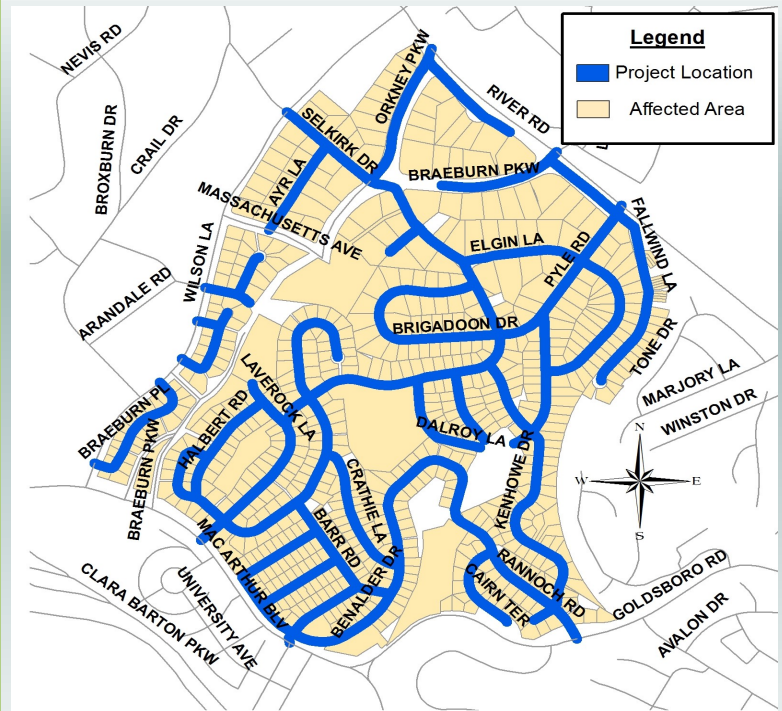 Legend
Project Location
Affected Area
NEVIS RD
BROXBURN DR
CRAIL DR
ORKNEY PKW
RIVER RD
SELKIRK DR
AYR LA
BRAEBURN PKW
MASSACHUSETTS AVE
WILSON LA
FALLWIND LA
ELGIN LA
PYLE RD
ARANDALE RD
BRIGADOON DR
TONE DR
MARJORY LA
WINSTON DR
LAVEROCK LA
BRAEBURN PL
HALBERT RD
DALROY LA
BRAEBURN PKW
KENHOWE DR
CRATHIE LA
N
W
E
S
BARR RD
MAC ARTHUR BLV
BENALDER DR
RANNOCH RD
CAIRN TER
GOLDSBORO RD
AVALON DR
UNIVERSITY AVE
CLARA BARTON PKW